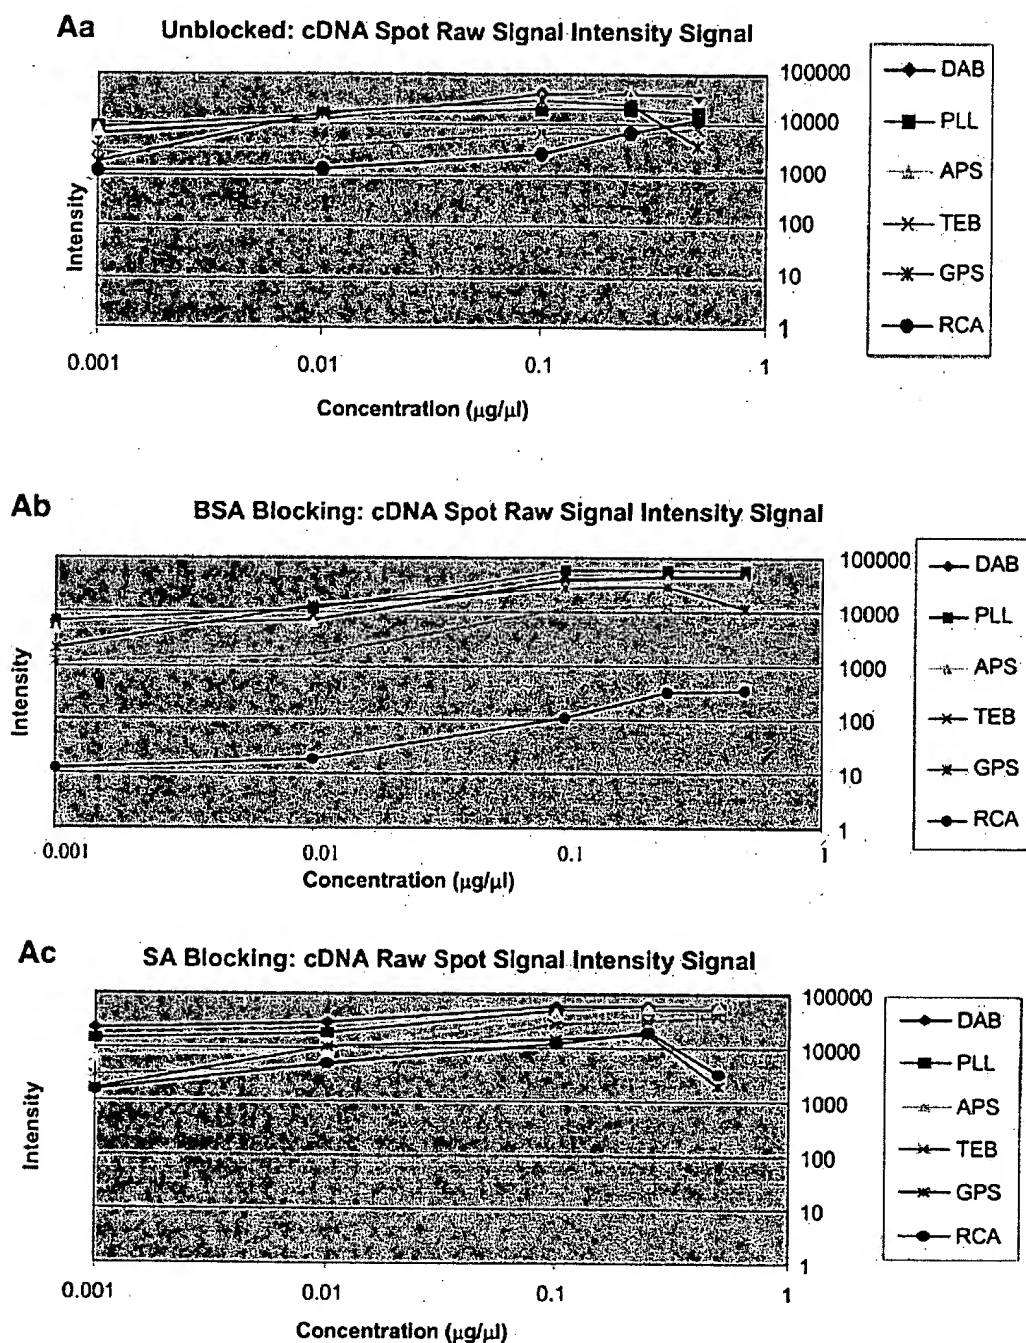 Aa Unblocked: cDNA Spot Raw Signal Intensity Signal
100000
10000
1000
100
10
1
Intensity
0.001 0.01 0.1 1
Concentration (µg/µl)
DAB
PLL
APS
TEB
GPS
RCA
Ab BSA Blocking: cDNA Spot Raw Signal Intensity Signal
100000
10000
1000
100
10
1
Intensity
0.001 0.01 0.1 1
Concentration (µg/µl)
DAB
PLL
APS
TEB
GPS
RCA
Ac SA Blocking: cDNA Raw Spot Signal Intensity Signal
100000
10000
1000
100
10
1
Intensity
0.001 0.01 0.1 1
Concentration (µg/µl)
DAB
PLL
APS
TEB
GPS
RCA